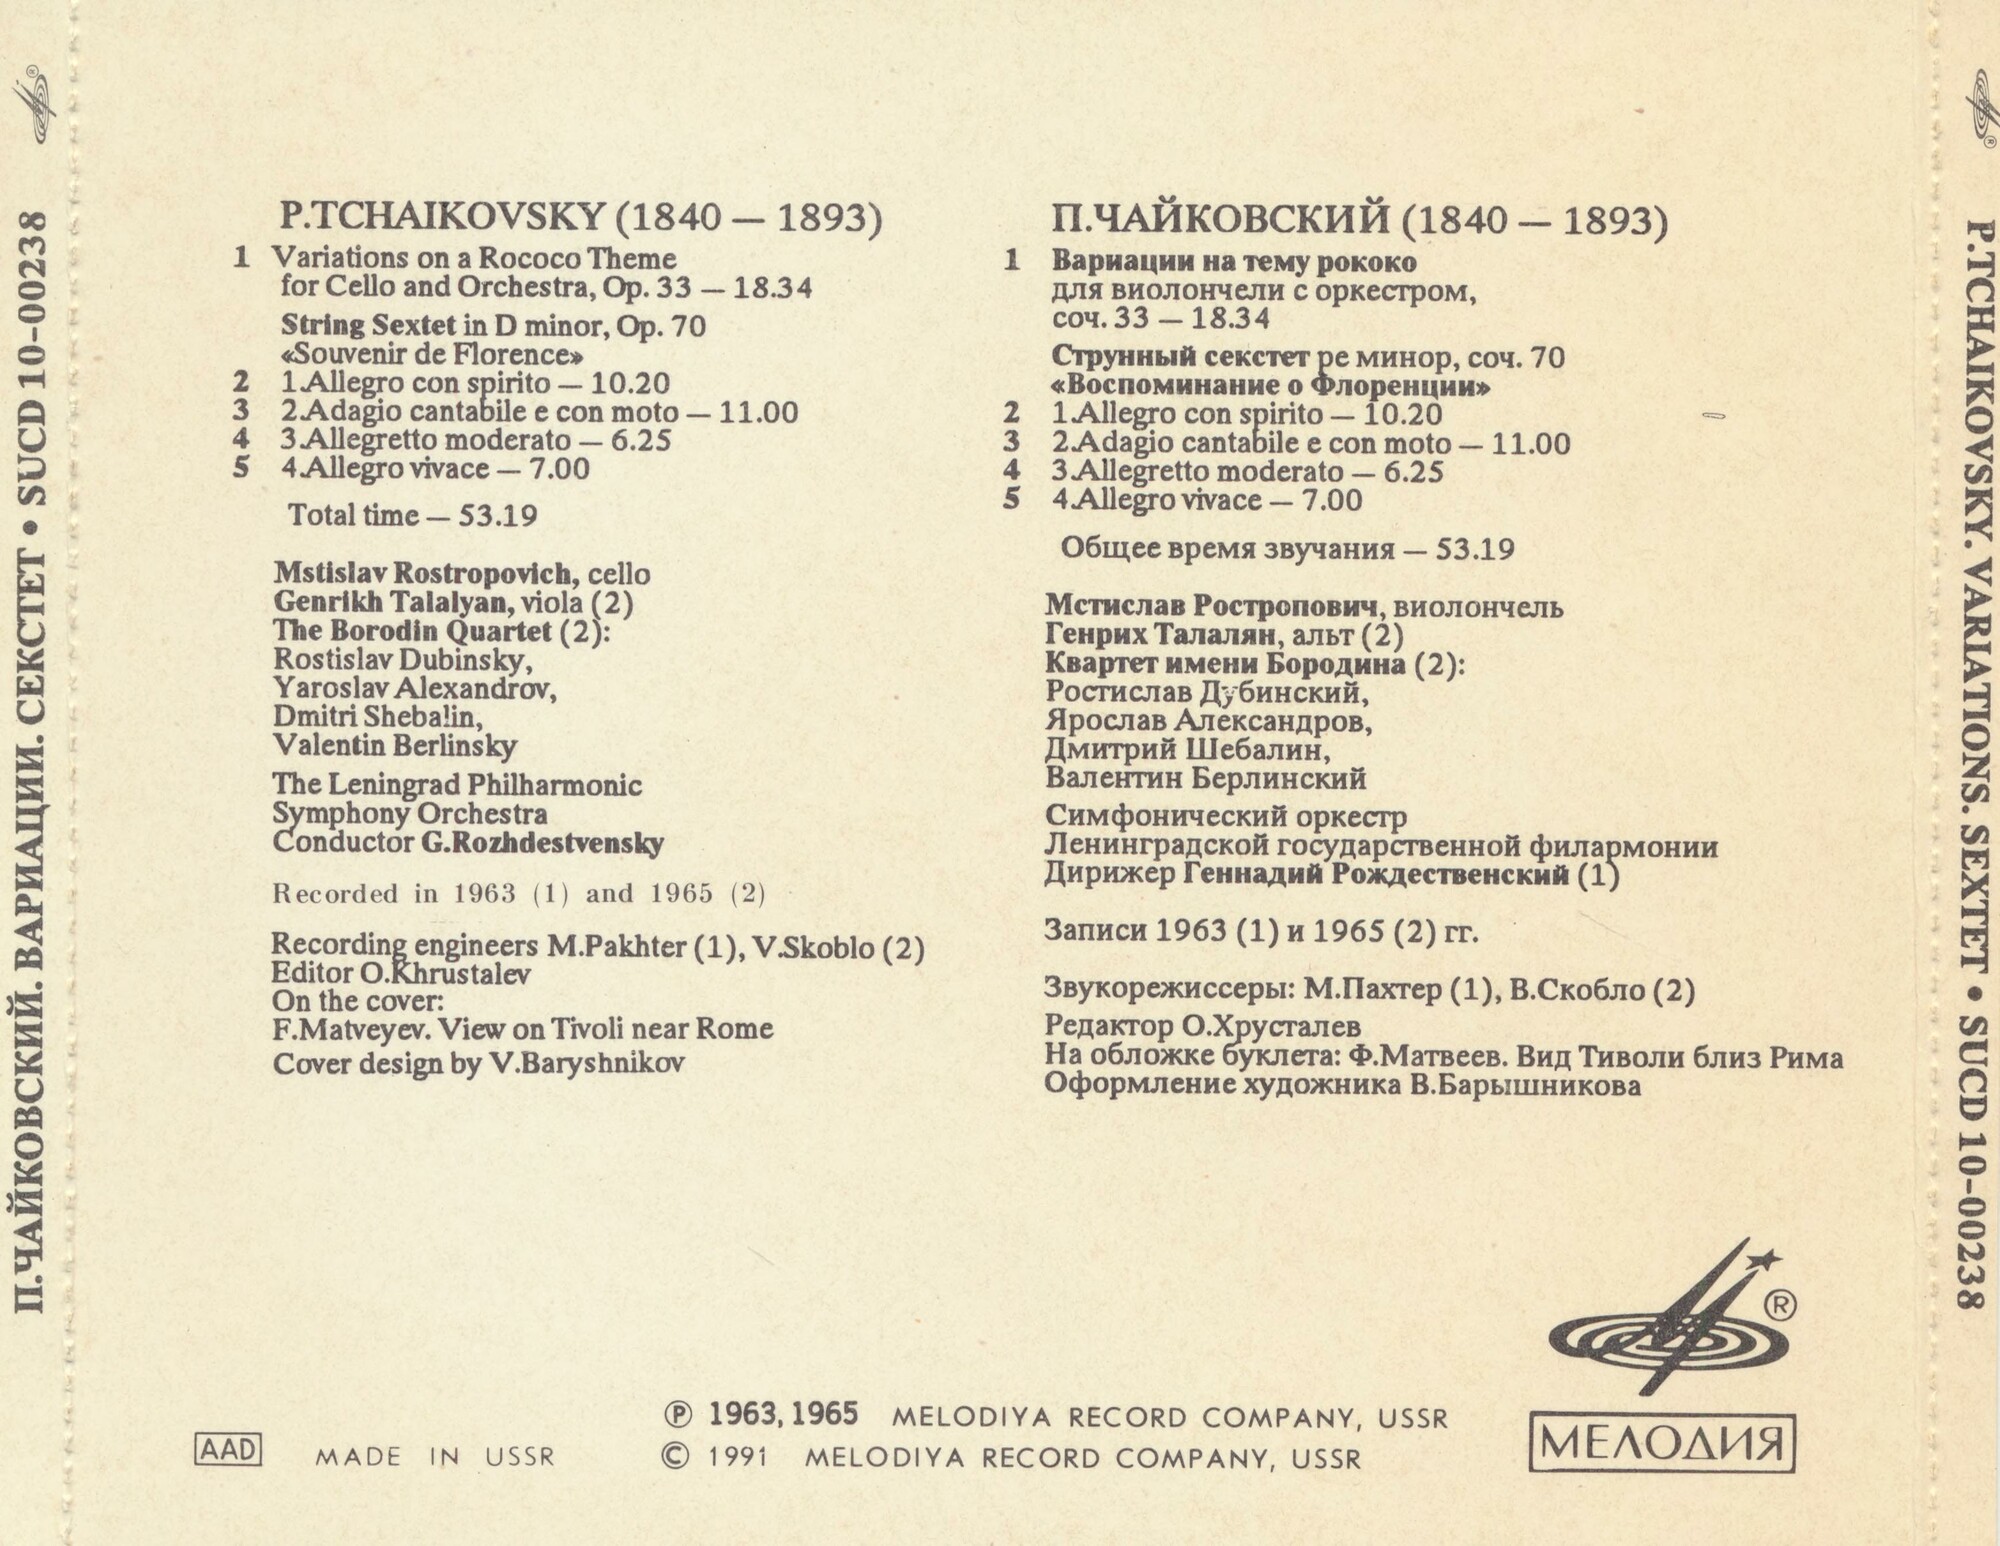 П.ЧАЙКОВСКИЙ. ВАРИАЦИИ. СЕКСТЕТ • SUCD 10-00238
P.TCHAIKOVSKY (1840 — 1893)
1 Variations on a Rococo Theme
for Cello and Orchestra, Op. 33 — 18.34
String Sextet in D minor, Op. 70
«Souvenir de Florence»
2 1.Allegro con spirito — 10.20
3 2.Adagio cantabile e con moto — 11.00
4 3.Allegretto moderato — 6.25
5 4.Allegro vivace — 7.00
Total time — 53.19
Mstislav Rostropovich, cello
Genrikh Talalyan, viola (2)
The Borodin Quartet (2):
Rostislav Dubinsky,
Yaroslav Alexandrov,
Dmitri Shebalin,
Valentin Berlinsky
The Leningrad Philharmonic
Symphony Orchestra
Conductor G.Rozhdestvensky
Recorded in 1963 (1) and 1965 (2)
Recording engineers M.Pakhter (1), V.Skoblo (2)
Editor O.Khrustalev
On the cover:
F.Matveyev. View on Tivoli near Rome
Cover design by V.Baryshnikov
П.ЧАЙКОВСКИЙ (1840 — 1893)
1 Вариации на тему рококо
для виолончели с оркестром,
соч. 33 — 18.34
Струнный секстет ре минор, соч. 70
«Воспоминание о Флоренции»
2 1.Allegro con spirito — 10.20
3 2.Adagio cantabile e con moto — 11.00
4 3.Allegretto moderato — 6.25
5 4.Allegro vivace — 7.00
Общее время звучания — 53.19
Мстислав Ростропович, виолончель
Генрих Талалян, альт (2)
Квартет имени Бородина (2):
Ростислав Дубинский,
Ярослав Александров,
Дмитрий Шебалин,
Валентин Берлинский
Симфонический оркестр
Ленинградской государственной филармонии
Дирижер Геннадий Рождественский (1)
Записи 1963 (1) и 1965 (2) гг.
Звукорежиссеры: М.Пахтер (1), В.Скобло (2)
Редактор О.Хрусталев
На обложке буклета: Ф.Матвеев. Вид Тиволи близ Рима
Оформление художника В.Барышникова
AAD MADE IN USSR
℗ 1963, 1965 MELODIYA RECORD COMPANY, USSR
© 1991 MELODIYA RECORD COMPANY, USSR
®
МЕЛОДИЯ
P.TCHAIKOVSKY. VARIATIONS. SEXTET • SUCD 10-00238